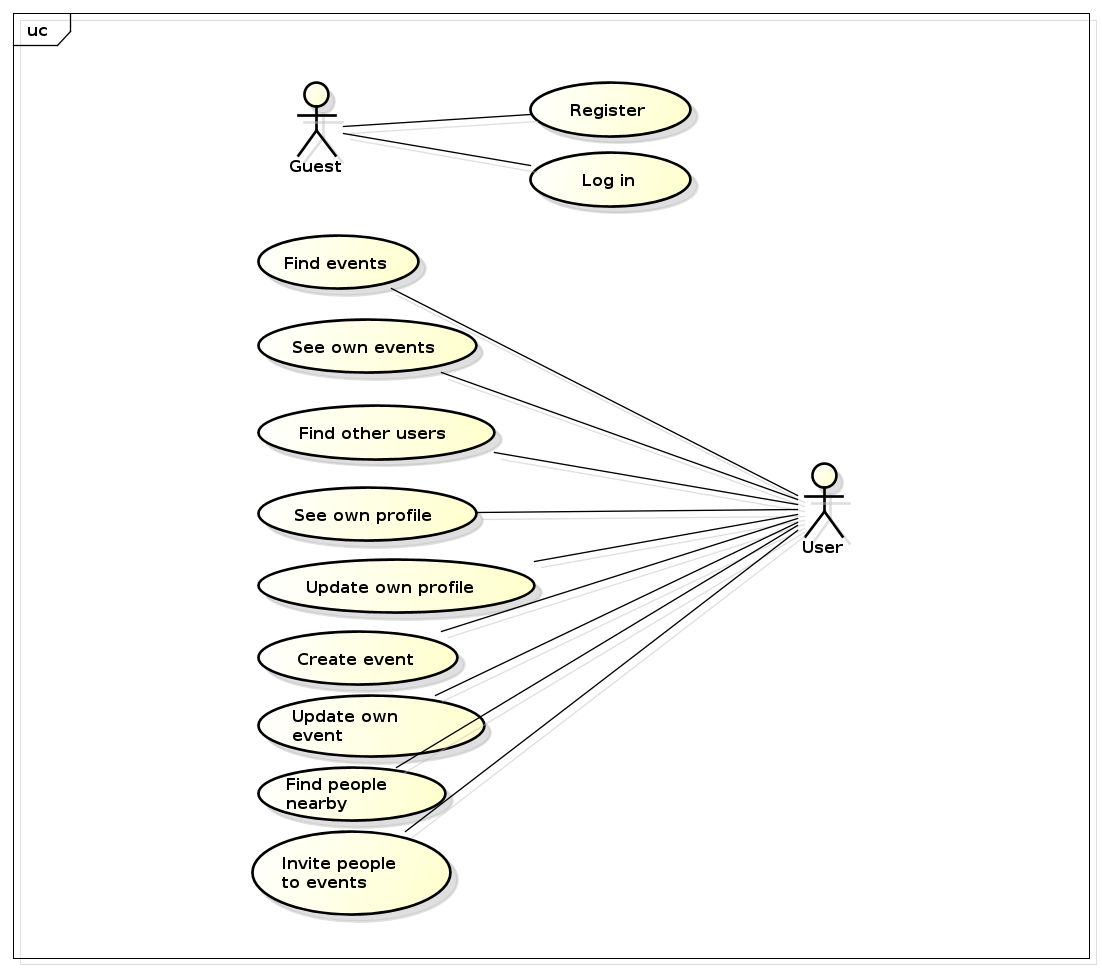 uc
Register
Log in
Guest
Find events
See own events
Find other users
See own profile
User
Update own profile
Create event
Update own
event
Find people
nearby
Invite people
to events